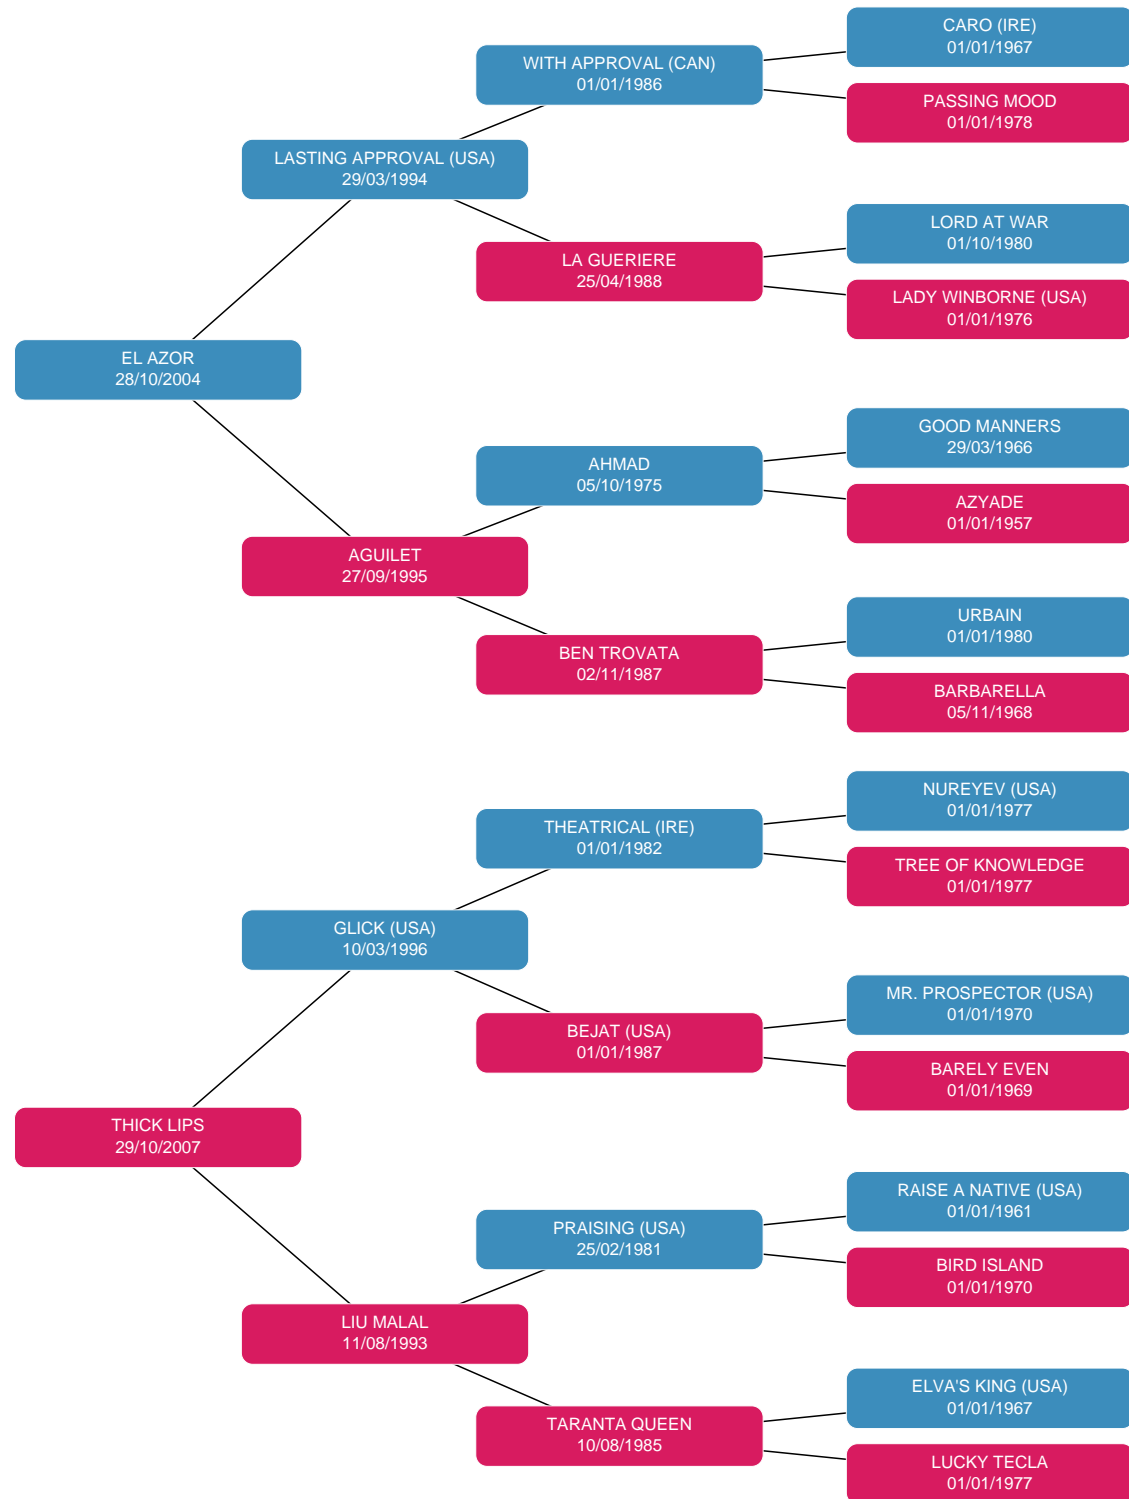 CARO (IRE)
01/01/1967
WITH APPROVAL (CAN)
01/01/1986
PASSING MOOD
01/01/1978
LASTING APPROVAL (USA)
29/03/1994
LORD AT WAR
01/10/1980
LA GUERIERE
25/04/1988
LADY WINBORNE (USA)
01/01/1976
EL AZOR
28/10/2004
GOOD MANNERS
29/03/1966
AHMAD
05/10/1975
AZYADE
01/01/1957
AGUILET
27/09/1995
URBAIN
01/01/1980
BEN TROVATA
02/11/1987
BARBARELLA
05/11/1968
NUREYEV (USA)
01/01/1977
THEATRICAL (IRE)
01/01/1982
TREE OF KNOWLEDGE
01/01/1977
GLICK (USA)
10/03/1996
MR. PROSPECTOR (USA)
01/01/1970
BEJAT (USA)
01/01/1987
BARELY EVEN
01/01/1969
THICK LIPS
29/10/2007
RAISE A NATIVE (USA)
01/01/1961
PRAISING (USA)
25/02/1981
BIRD ISLAND
01/01/1970
LIU MALAL
11/08/1993
ELVA'S KING (USA)
01/01/1967
TARANTA QUEEN
10/08/1985
LUCKY TECLA
01/01/1977